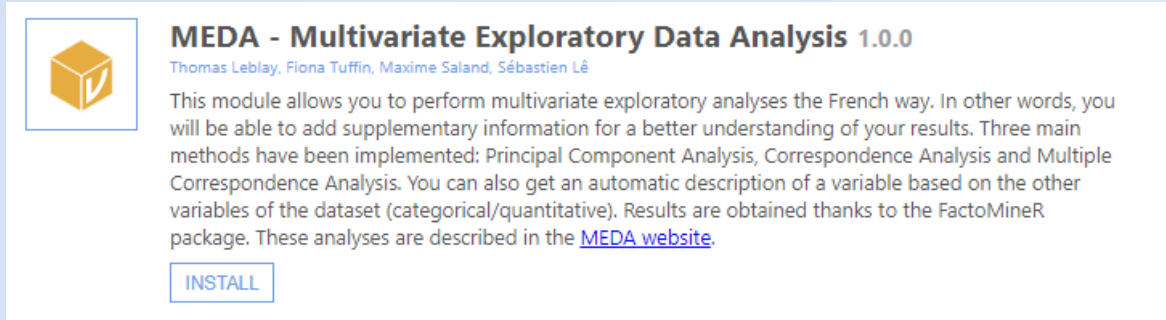 MEDA - Multivariate Exploratory Data Analysis 1.0.0
Thomas Leblay, Fiona Tuffin, Maxime Saland, Sébastien Lê
This module allows you to perform multivariate exploratory analyses the French way. In other words, you
will be able to add supplementary information for a better understanding of your results. Three main
methods have been implemented: Principal Component Analysis, Correspondence Analysis and Multiple
Correspondence Analysis. You can also get an automatic description of a variable based on the other
variables of the dataset (categorical/quantitative). Results are obtained thanks to the FactoMineR
package. These analyses are described in the MEDA website.
INSTALL